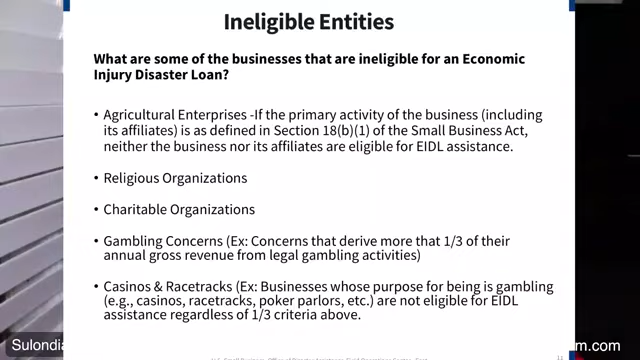 Ineligible Entities
What are some of the businesses that are ineligible for an Economic
Injury Disaster Loan?
• Agricultural Enterprises -If the primary activity of the business (including
its affiliates) is as defined in Section 18(b)(1) of the Small Business Act,
neither the business nor its affiliates are eligible for EIDL assistance.
• Religious Organizations
• Charitable Organizations
• Gambling Concerns (Ex: Concerns that derive more that 1/3 of their
annual gross revenue from legal gambling activities)
• Casinos & Racetracks (Ex: Businesses whose purpose for being is gambling
(e.g., casinos, racetracks, poker parlors, etc.) are not eligible for EIDL
assistance regardless of 1/3 criteria above.
11